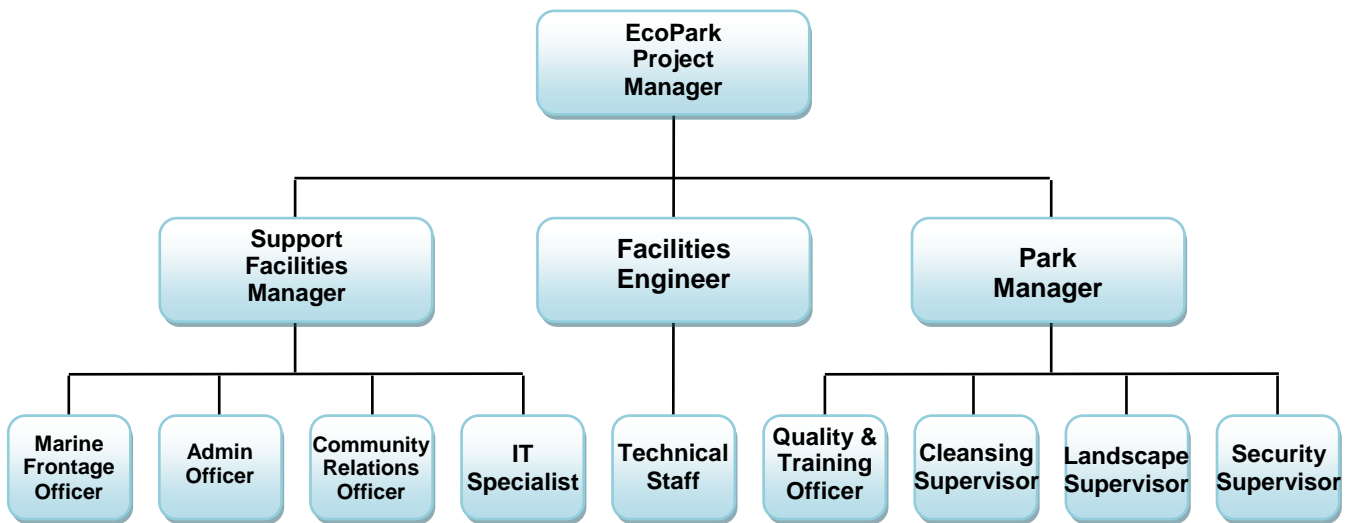 EcoPark
Project
Manager
Support
Facilities
Manager
Facilities
Engineer
Park
Manager
Marine
Frontage
Officer
Admin
Officer
Community
Relations
Officer
IT
Specialist
Technical
Staff
Quality &
Training
Officer
Cleansing
Supervisor
Landscape
Supervisor
Security
Supervisor